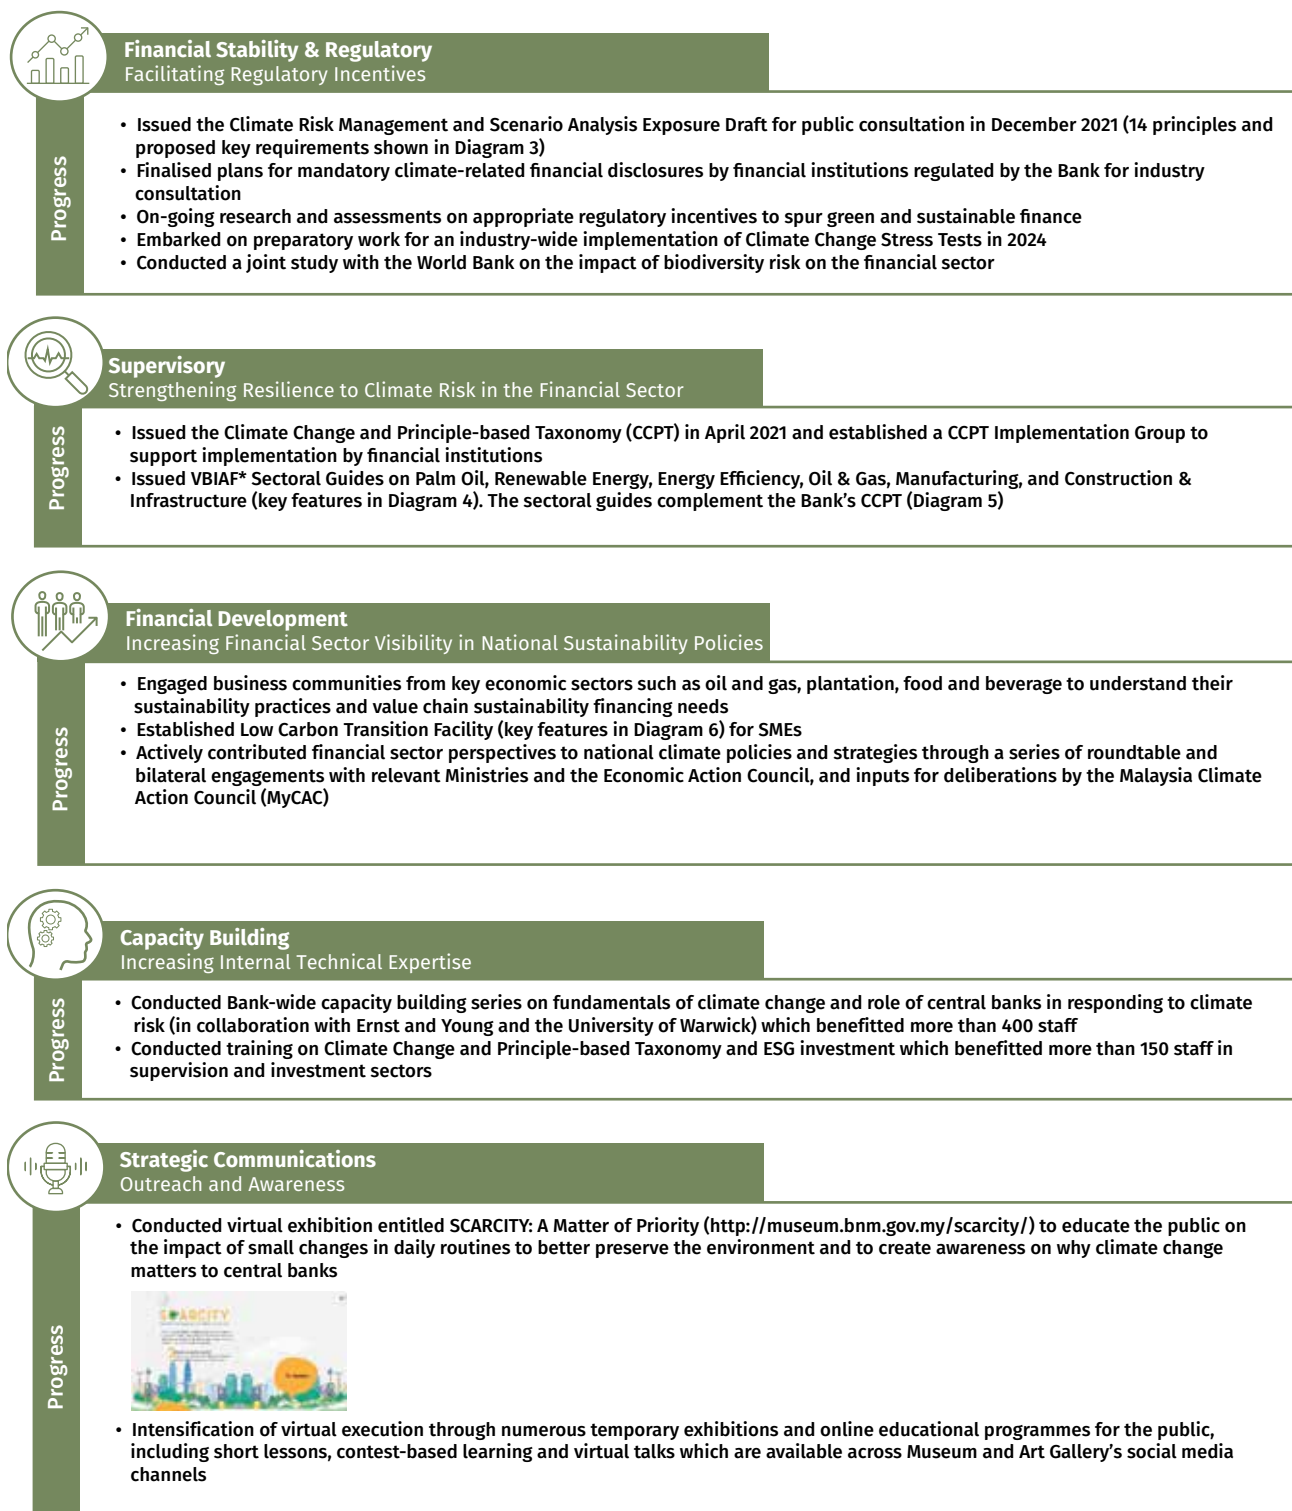 Financial Stability & Regulatory
Facilitating Regulatory Incentives
Progress
• Issued the Climate Risk Management and Scenario Analysis Exposure Draft for public consultation in December 2021 (14 principles and
proposed key requirements shown in Diagram 3)
• Finalised plans for mandatory climate-related financial disclosures by financial institutions regulated by the Bank for industry
consultation
• On-going research and assessments on appropriate regulatory incentives to spur green and sustainable finance
• Embarked on preparatory work for an industry-wide implementation of Climate Change Stress Tests in 2024
• Conducted a joint study with the World Bank on the impact of biodiversity risk on the financial sector
Supervisory
Strengthening Resilience to Climate Risk in the Financial Sector
Progress
• Issued the Climate Change and Principle-based Taxonomy (CCPT) in April 2021 and established a CCPT Implementation Group to
support implementation by financial institutions
• Issued VBIAF* Sectoral Guides on Palm Oil, Renewable Energy, Energy Efficiency, Oil & Gas, Manufacturing, and Construction &
Infrastructure (key features in Diagram 4). The sectoral guides complement the Bank's CCPT (Diagram 5)
Financial Development
Increasing Financial Sector Visibility in National Sustainability Policies
Progress
• Engaged business communities from key economic sectors such as oil and gas, plantation, food and beverage to understand their
sustainability practices and value chain sustainability financing needs
• Established Low Carbon Transition Facility (key features in Diagram 6) for SMEs
• Actively contributed financial sector perspectives to national climate policies and strategies through a series of roundtable and
bilateral engagements with relevant Ministries and the Economic Action Council, and inputs for deliberations by the Malaysia Climate
Action Council (MyCAC)
Capacity Building
Increasing Internal Technical Expertise
Progress
• Conducted Bank-wide capacity building series on fundamentals of climate change and role of central banks in responding to climate
risk (in collaboration with Ernst and Young and the University of Warwick) which benefitted more than 400 staff
• Conducted training on Climate Change and Principle-based Taxonomy and ESG investment which benefitted more than 150 staff in
supervision and investment sectors
Strategic Communications
Outreach and Awareness
Progress
• Conducted virtual exhibition entitled SCARCITY: A Matter of Priority (http://museum.bnm.gov.my/scarcity/) to educate the public on
the impact of small changes in daily routines to better preserve the environment and to create awareness on why climate change
matters to central banks
SCARCITY
• Intensification of virtual execution through numerous temporary exhibitions and online educational programmes for the public,
including short lessons, contest-based learning and virtual talks which are available across Museum and Art Gallery's social media
channels